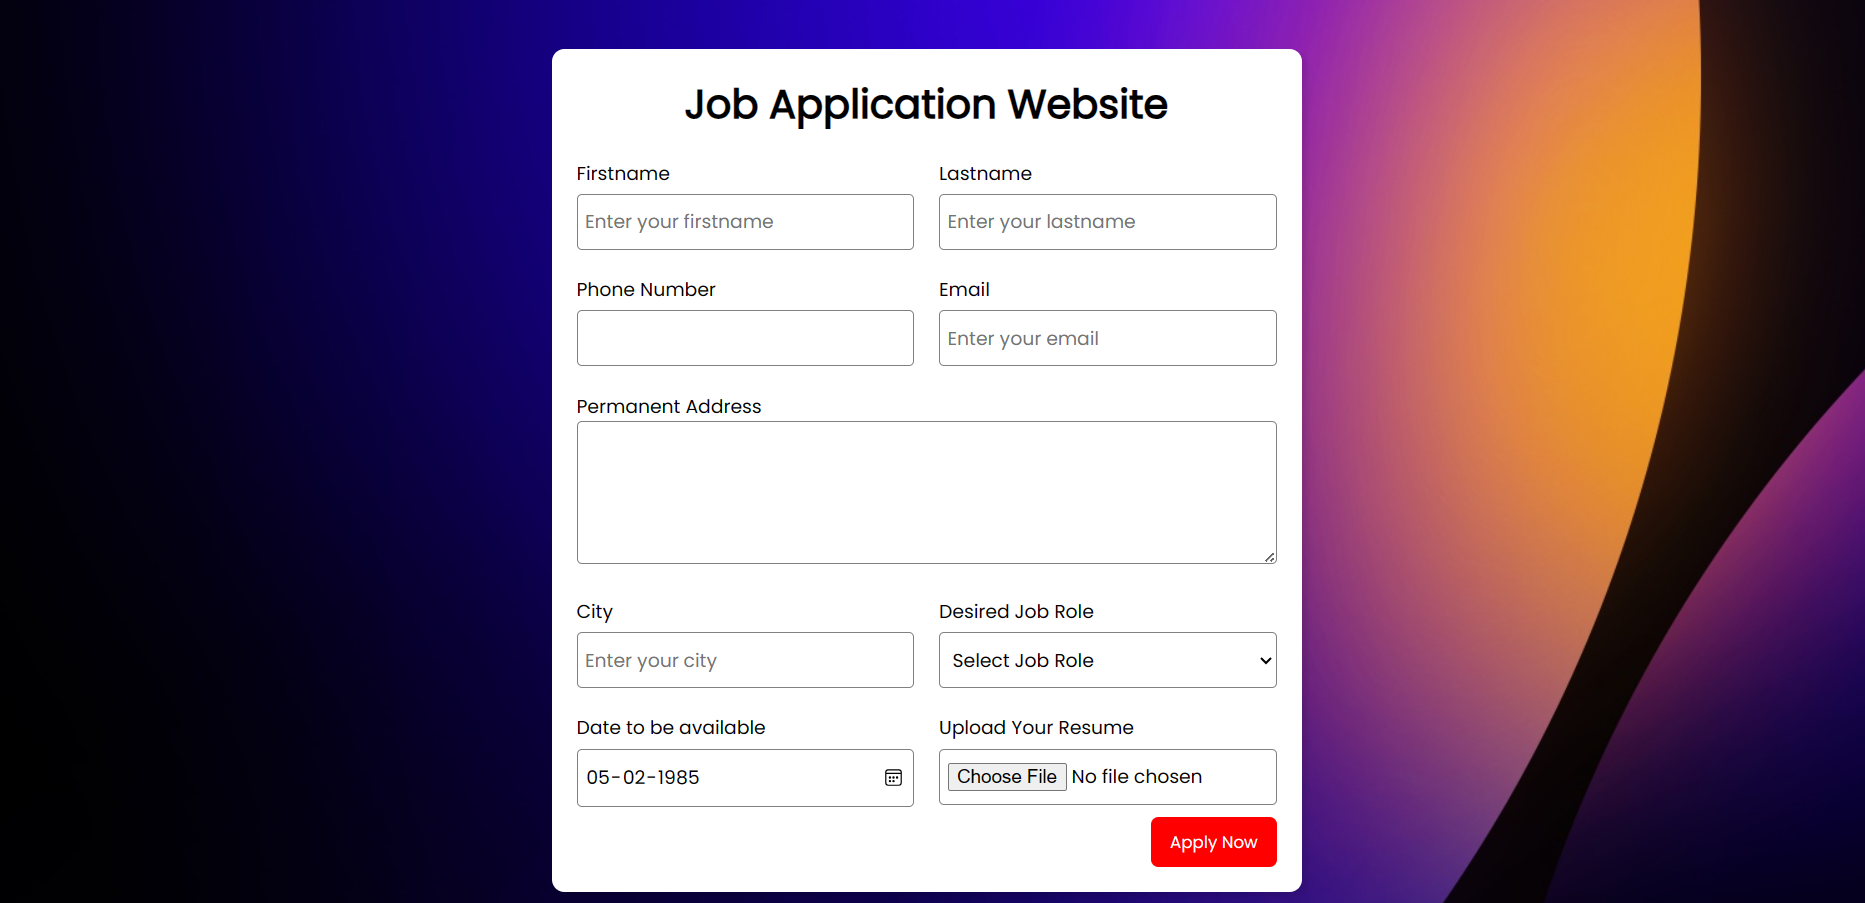 Job Application Website
Firstname
Lastname
Enter your firstname
Enter your lastname
Phone Number
Email
Enter your email
Permanent Address
City
Desired Job Role
Enter your city
Select Job Role
Date to be available
Upload Your Resume
05-02-1985
Choose File No file chosen
Apply Now